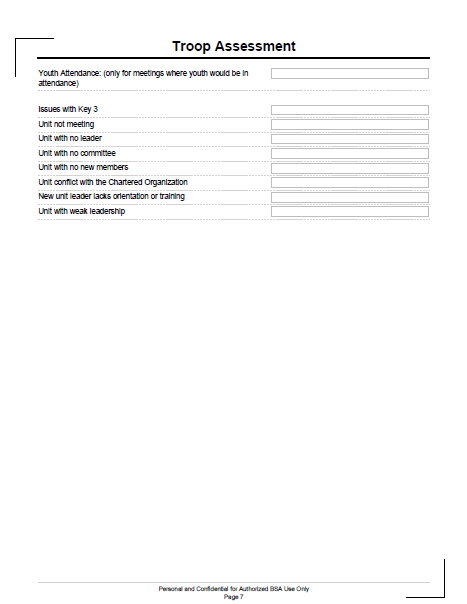 Troop Assessment
Youth Attendance: (only for meetings where youth would be in
attendance)
Issues with Key 3
Unit not meeting
Unit with no leader
Unit with no committee
Unit with no new members
Unit conflict with the Chartered Organization
New unit leader lacks orientation or training
Unit with weak leadership
Personal and Confidential for Authorized BSA Use Only
Page 7